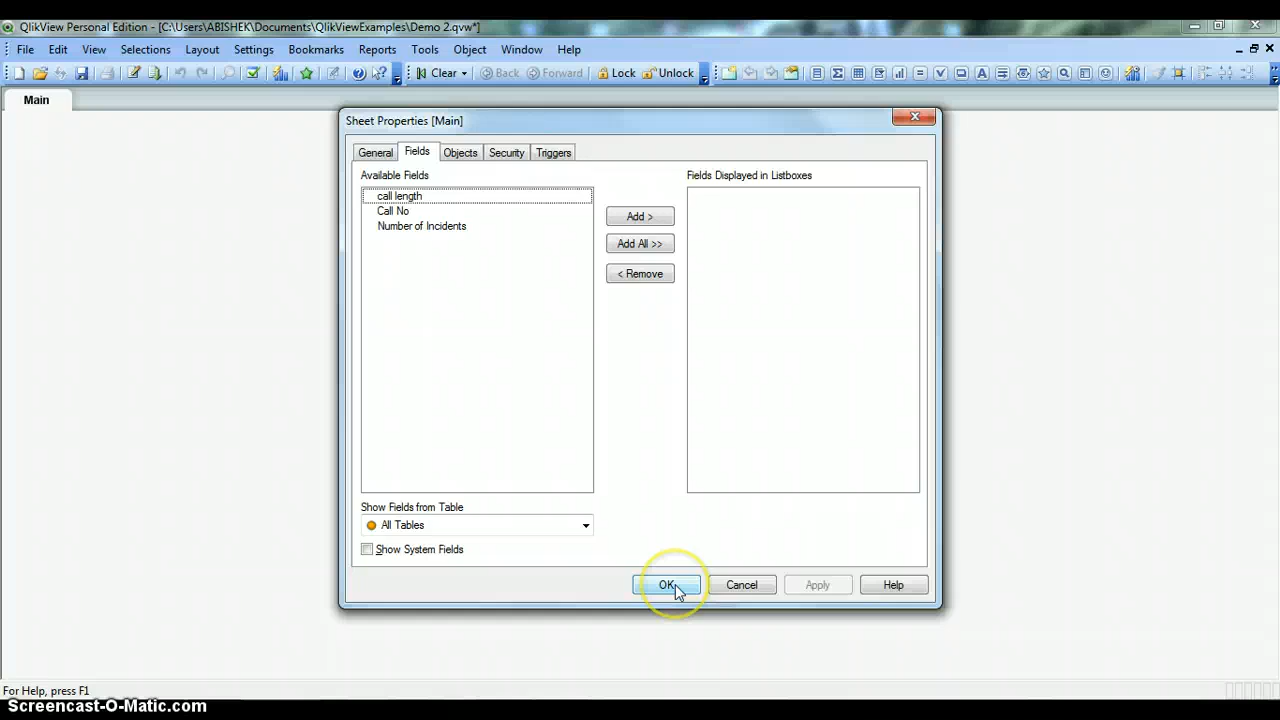 QlikView Personal Edition - [C:\Users\ABISHEK\Documents\QlikViewExamples\Demo 2.qvw*]
File Edit View Selections Layout Settings Bookmarks Reports Tools Object Window Help
Clear Back Forward Lock Unlock
Main
Sheet Properties [Main]
General Fields Objects Security Triggers
Available Fields Fields Displayed in Listboxes
call length
Call No
Number of Incidents
Add >
Add All >>
< Remove
Show Fields from Table
All Tables
Show System Fields
OK Cancel Apply Help
For Help, press F1
Screencast-O-Matic.com